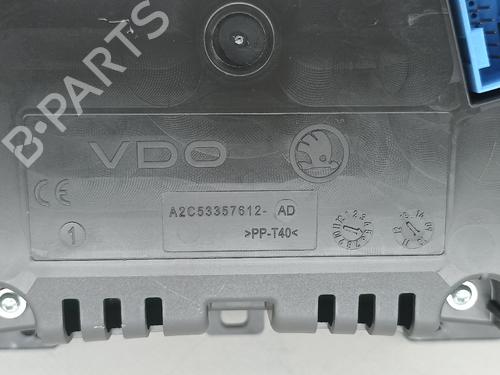 B-PARTS
VDO
CE
1
A2C53357612- AD
>PP-T40<